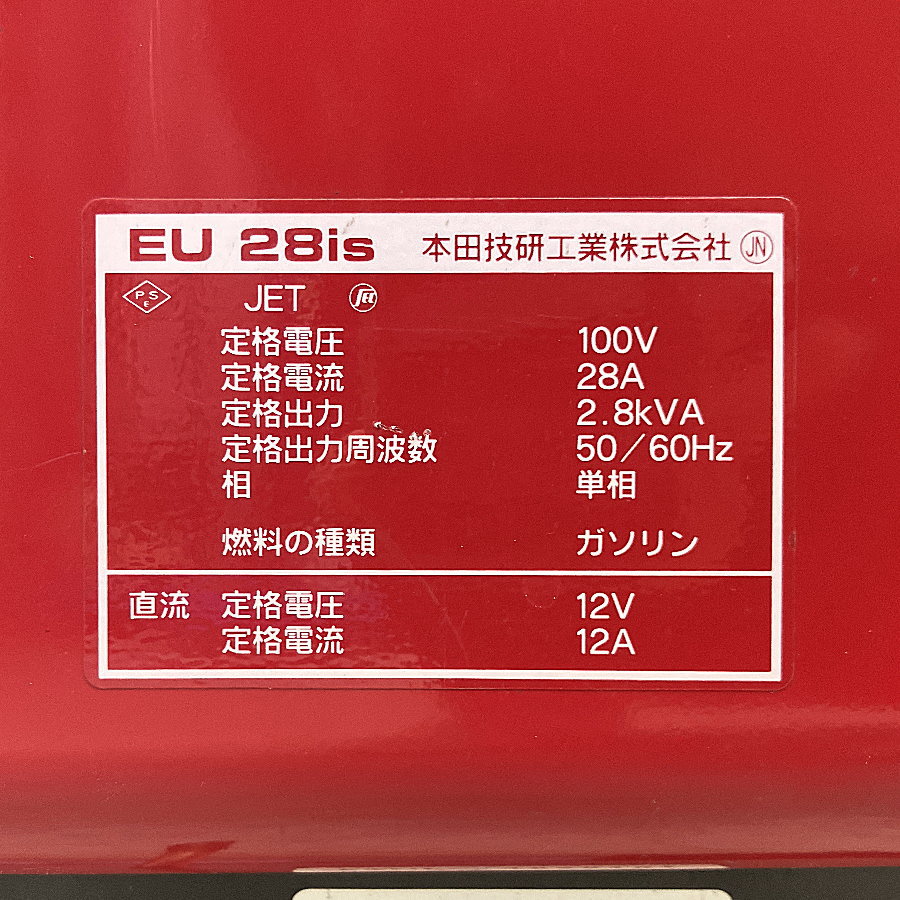 EU 28is 本田技研工業株式会社 JN
PSE JET JET
定格電圧 100V
定格電流 28A
定格出力 2.8kVA
定格出力周波数 50/60Hz
相 単相
燃料の種類 ガソリン
直流 定格電圧 12V
定格電流 12A